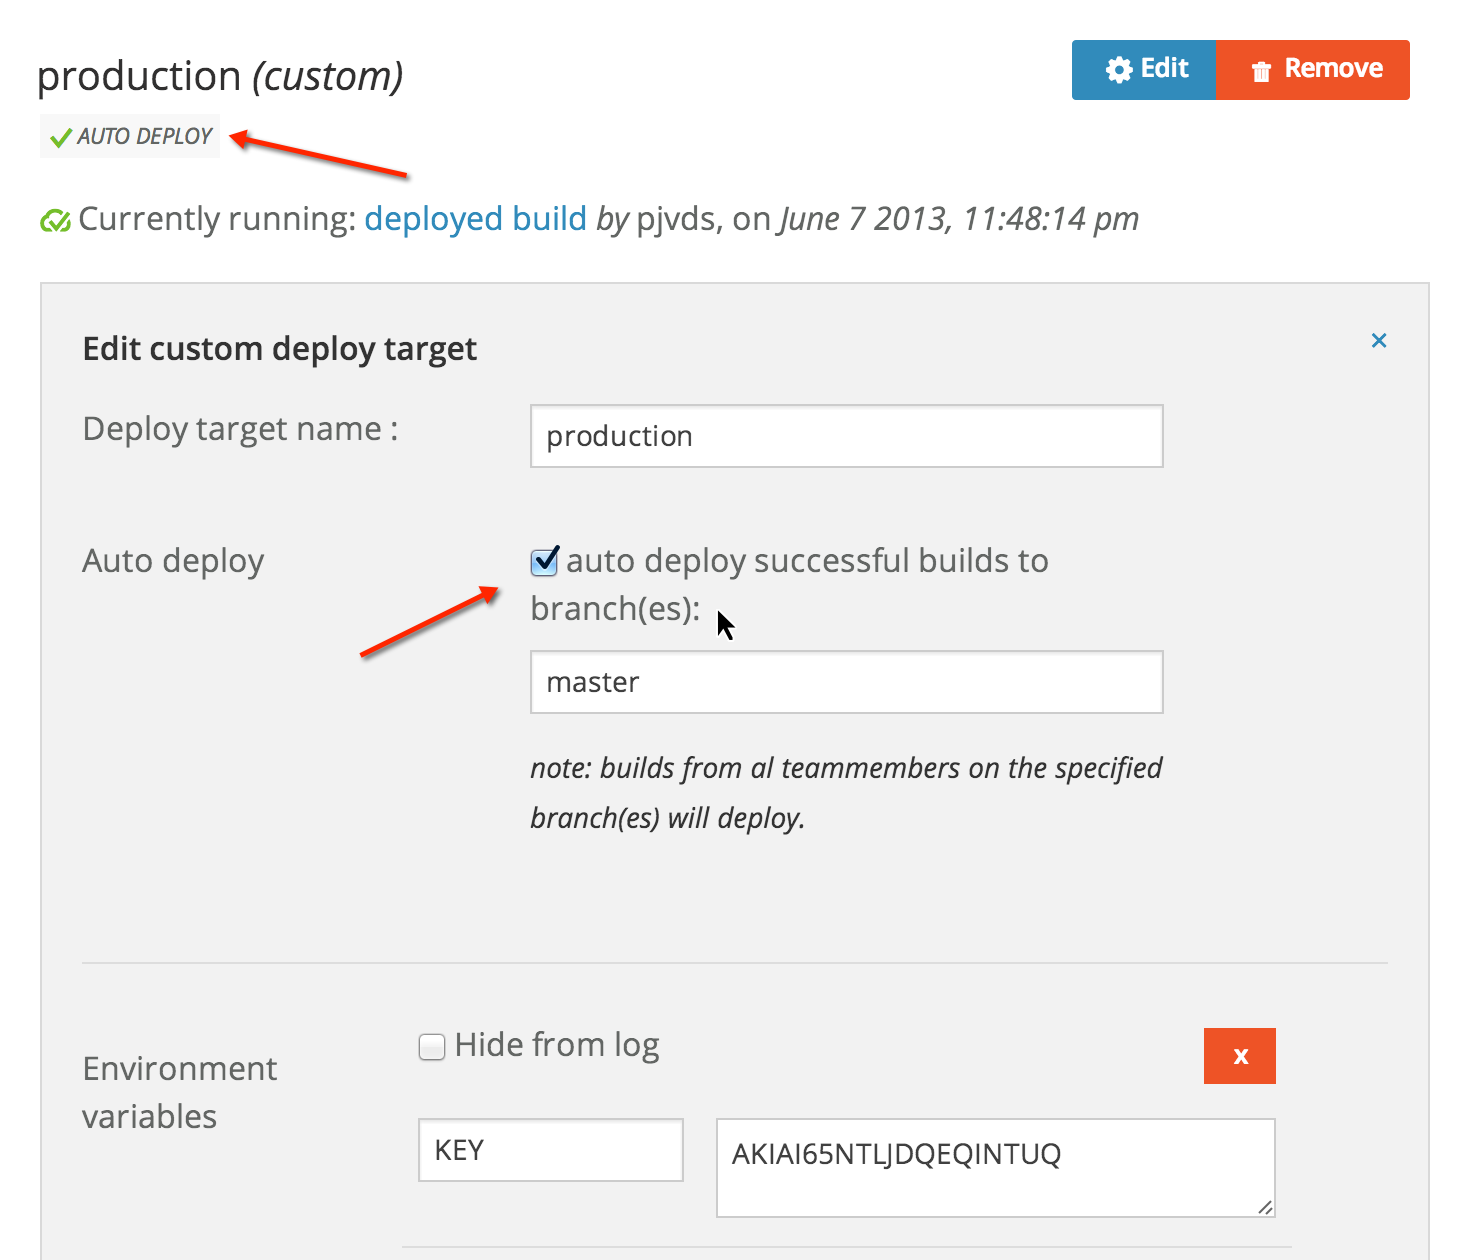 production (custom)
Edit
Remove
AUTO DEPLOY
Currently running: deployed build by pjvds, on June 7 2013, 11:48:14 pm
Edit custom deploy target
×
Deploy target name :
production
Auto deploy
auto deploy successful builds to
branch(es):
master
note: builds from al teammembers on the specified
branch(es) will deploy.
Environment
variables
Hide from log
x
KEY
AKIAI65NTLJDQEQINTUQ